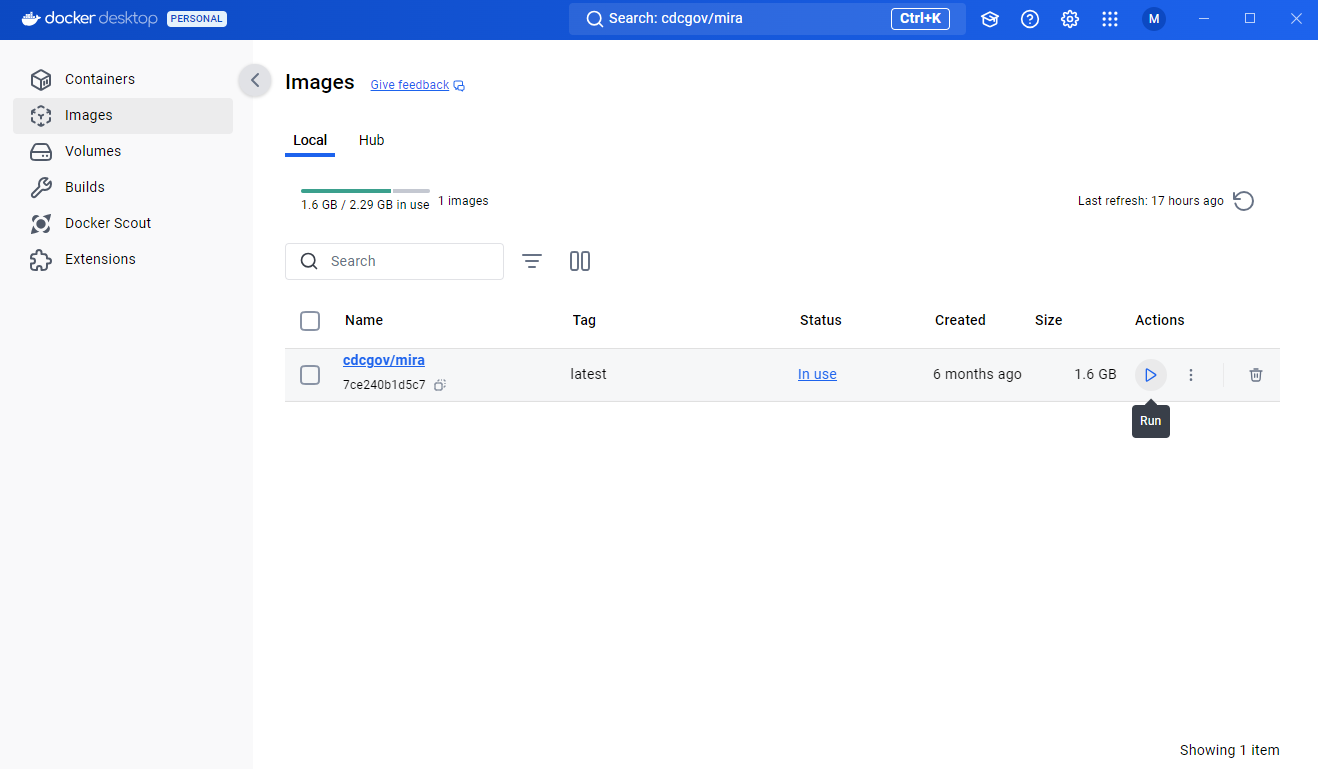 docker desktop PERSONAL Search: cdcgov/mira Ctrl+K M
Containers
Images
Volumes
Builds
Docker Scout
Extensions
Images Give feedback
Local Hub
1.6 GB / 2.29 GB in use 1 images Last refresh: 17 hours ago
Search
Name Tag Status Created Size Actions
cdcgov/mira
7ce240b1d5c7
latest In use 6 months ago 1.6 GB
Run
Showing 1 item